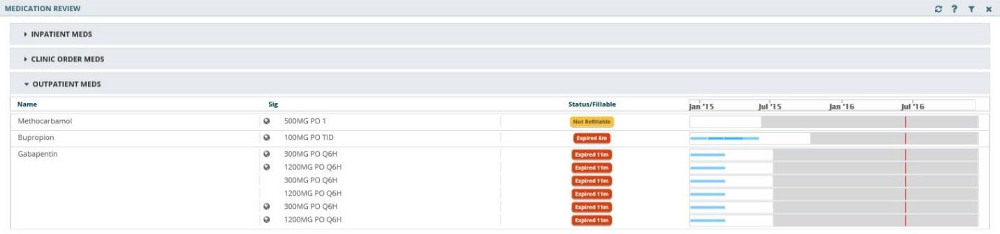 MEDICATION REVIEW ?
INPATIENT MEDS
CLINIC ORDER MEDS
OUTPATIENT MEDS
Name Sig Status/Fillable Jan '15 Jul '15 Jan '16 Jul '16
Methocarbamol 500MG PO 1 Not Refillable
Bupropion 100MG PO TID Expired 8m
Gabapentin 300MG PO Q6H Expired 11m
1200MG PO Q6H Expired 11m
300MG PO Q6H Expired 11m
1200MG PO Q6H Expired 11m
300MG PO Q6H Expired 11m
1200MG PO Q6H Expired 11m